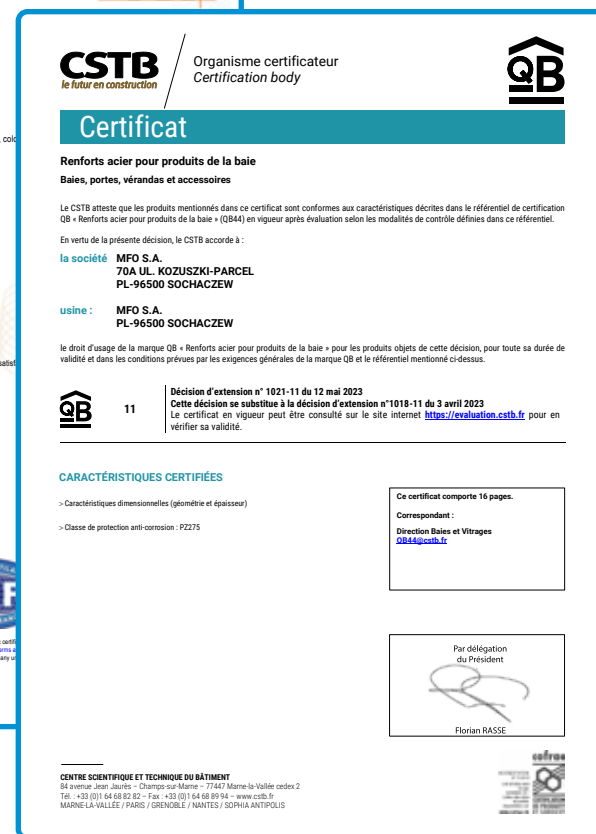 CSTB
le futur en construction
Organisme certificateur
Certification body
QB
Certificat
Renforts acier pour produits de la baie
Baies, portes, vérandas et accessoires
Le CSTB atteste que les produits mentionnés dans ce certificat sont conformes aux caractéristiques décrites dans le référentiel de certification
QB « Renforts acier pour produits de la baie » (QB44) en vigueur après évaluation selon les modalités de contrôle définies dans ce référentiel.
En vertu de la présente décision, le CSTB accorde à :
la société MFO S.A.
70A UL. KOZUSZKI-PARCEL
PL-96500 SOCHACZEW
usine : MFO S.A.
PL-96500 SOCHACZEW
le droit d'usage de la marque QB « Renforts acier pour produits de la baie » pour les produits objets de cette décision, pour toute sa durée de
validité et dans les conditions prévues par les exigences générales de la marque QB et le référentiel mentionné ci-dessus.
QB
11
Décision d'extension n° 1021-11 du 12 mai 2023
Cette décision se substitue à la décision d'extension n°1018-11 du 3 avril 2023
Le certificat en vigueur peut être consulté sur le site internet https://evaluation.cstb.fr pour en
vérifier sa validité.
CARACTÉRISTIQUES CERTIFIÉES
> Caractéristiques dimensionnelles (géométrie et épaisseur)
> Classe de protection anti-corrosion : PZ275
Ce certificat comporte 16 pages.
Correspondant :
Direction Baies et Vitrages
QB44@cstb.fr
Par délégation
du Président
Florian RASSE
CENTRE SCIENTIFIQUE ET TECHNIQUE DU BÂTIMENT
84 avenue Jean Jaurès – Champs-sur-Marne – 77447 Marne-la-Vallée cedex 2
Tél. : +33 (0)1 64 68 82 82 – Fax : +33 (0)1 64 68 89 94 – www.cstb.fr
MARNE-LA-VALLÉE / PARIS / GRENOBLE / NANTES / SOPHIA ANTIPOLIS
cofrac